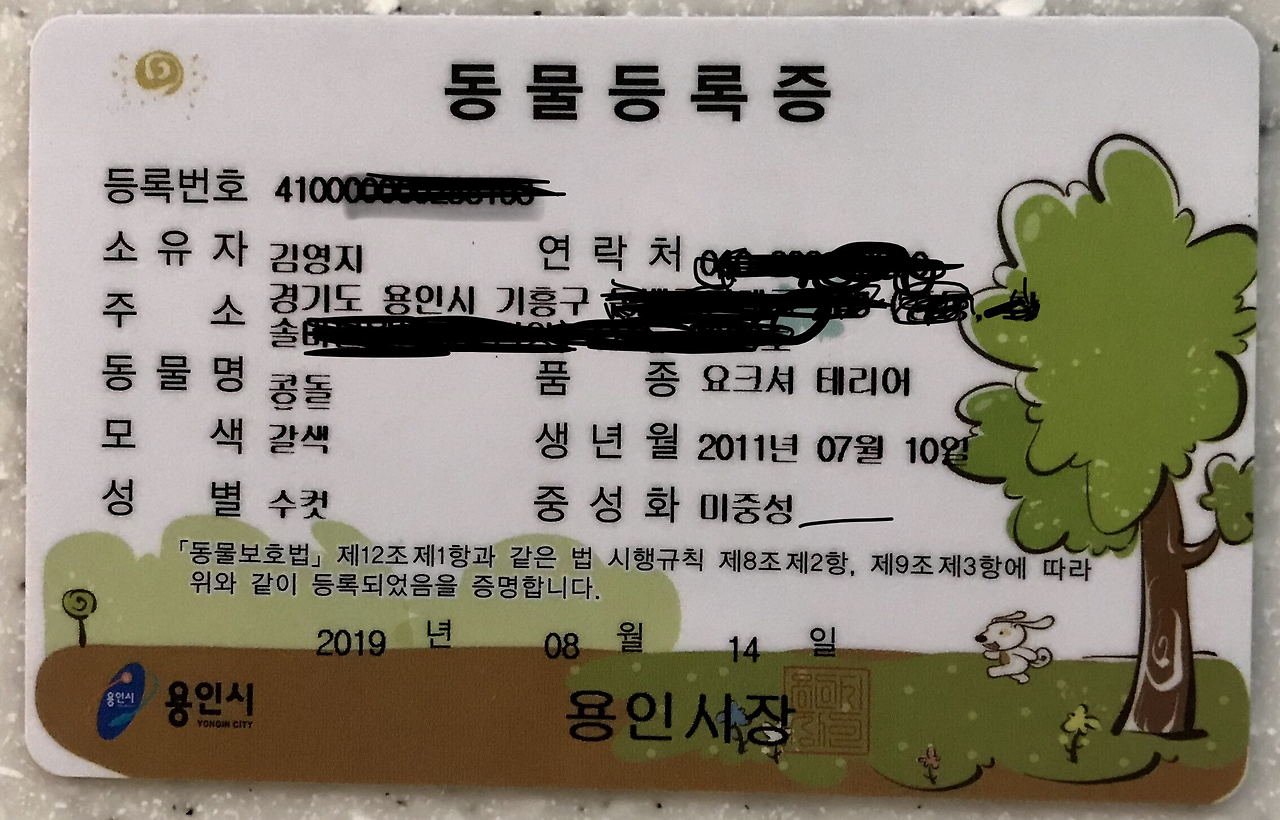 동물등록증
등록번호 4100
소유자 김영지 연락처
주소 경기도 용인시 기흥구
솔
동물명 콩돌 품종 요크셔 테리어
모색 갈색 생년월 2011년 07월 10일
성별 수컷 중성화 미중성
「동물보호법」 제12조제1항과 같은 법 시행규칙 제8조제2항, 제9조제3항에 따라
위와 같이 등록되었음을 증명합니다.
2019 년 08 월 14 일
용인시 용인시 YONGIN CITY 용인시장